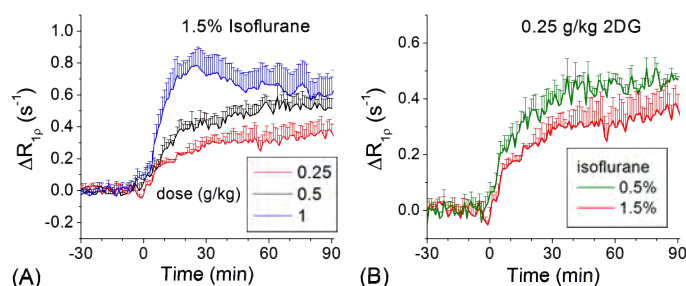 1.5% Isoflurane
1.0
0.8
0.6
0.4
0.2
0.0
-0.2
ΔR1ρ (s-1)
dose (g/kg)
0.25
0.5
1
-30 0 30 60 90
Time (min)
(A)
0.25 g/kg 2DG
0.6
0.4
0.2
0.0
ΔR1ρ (s-1)
isoflurane
0.5%
1.5%
-30 0 30 60 90
Time (min)
(B)